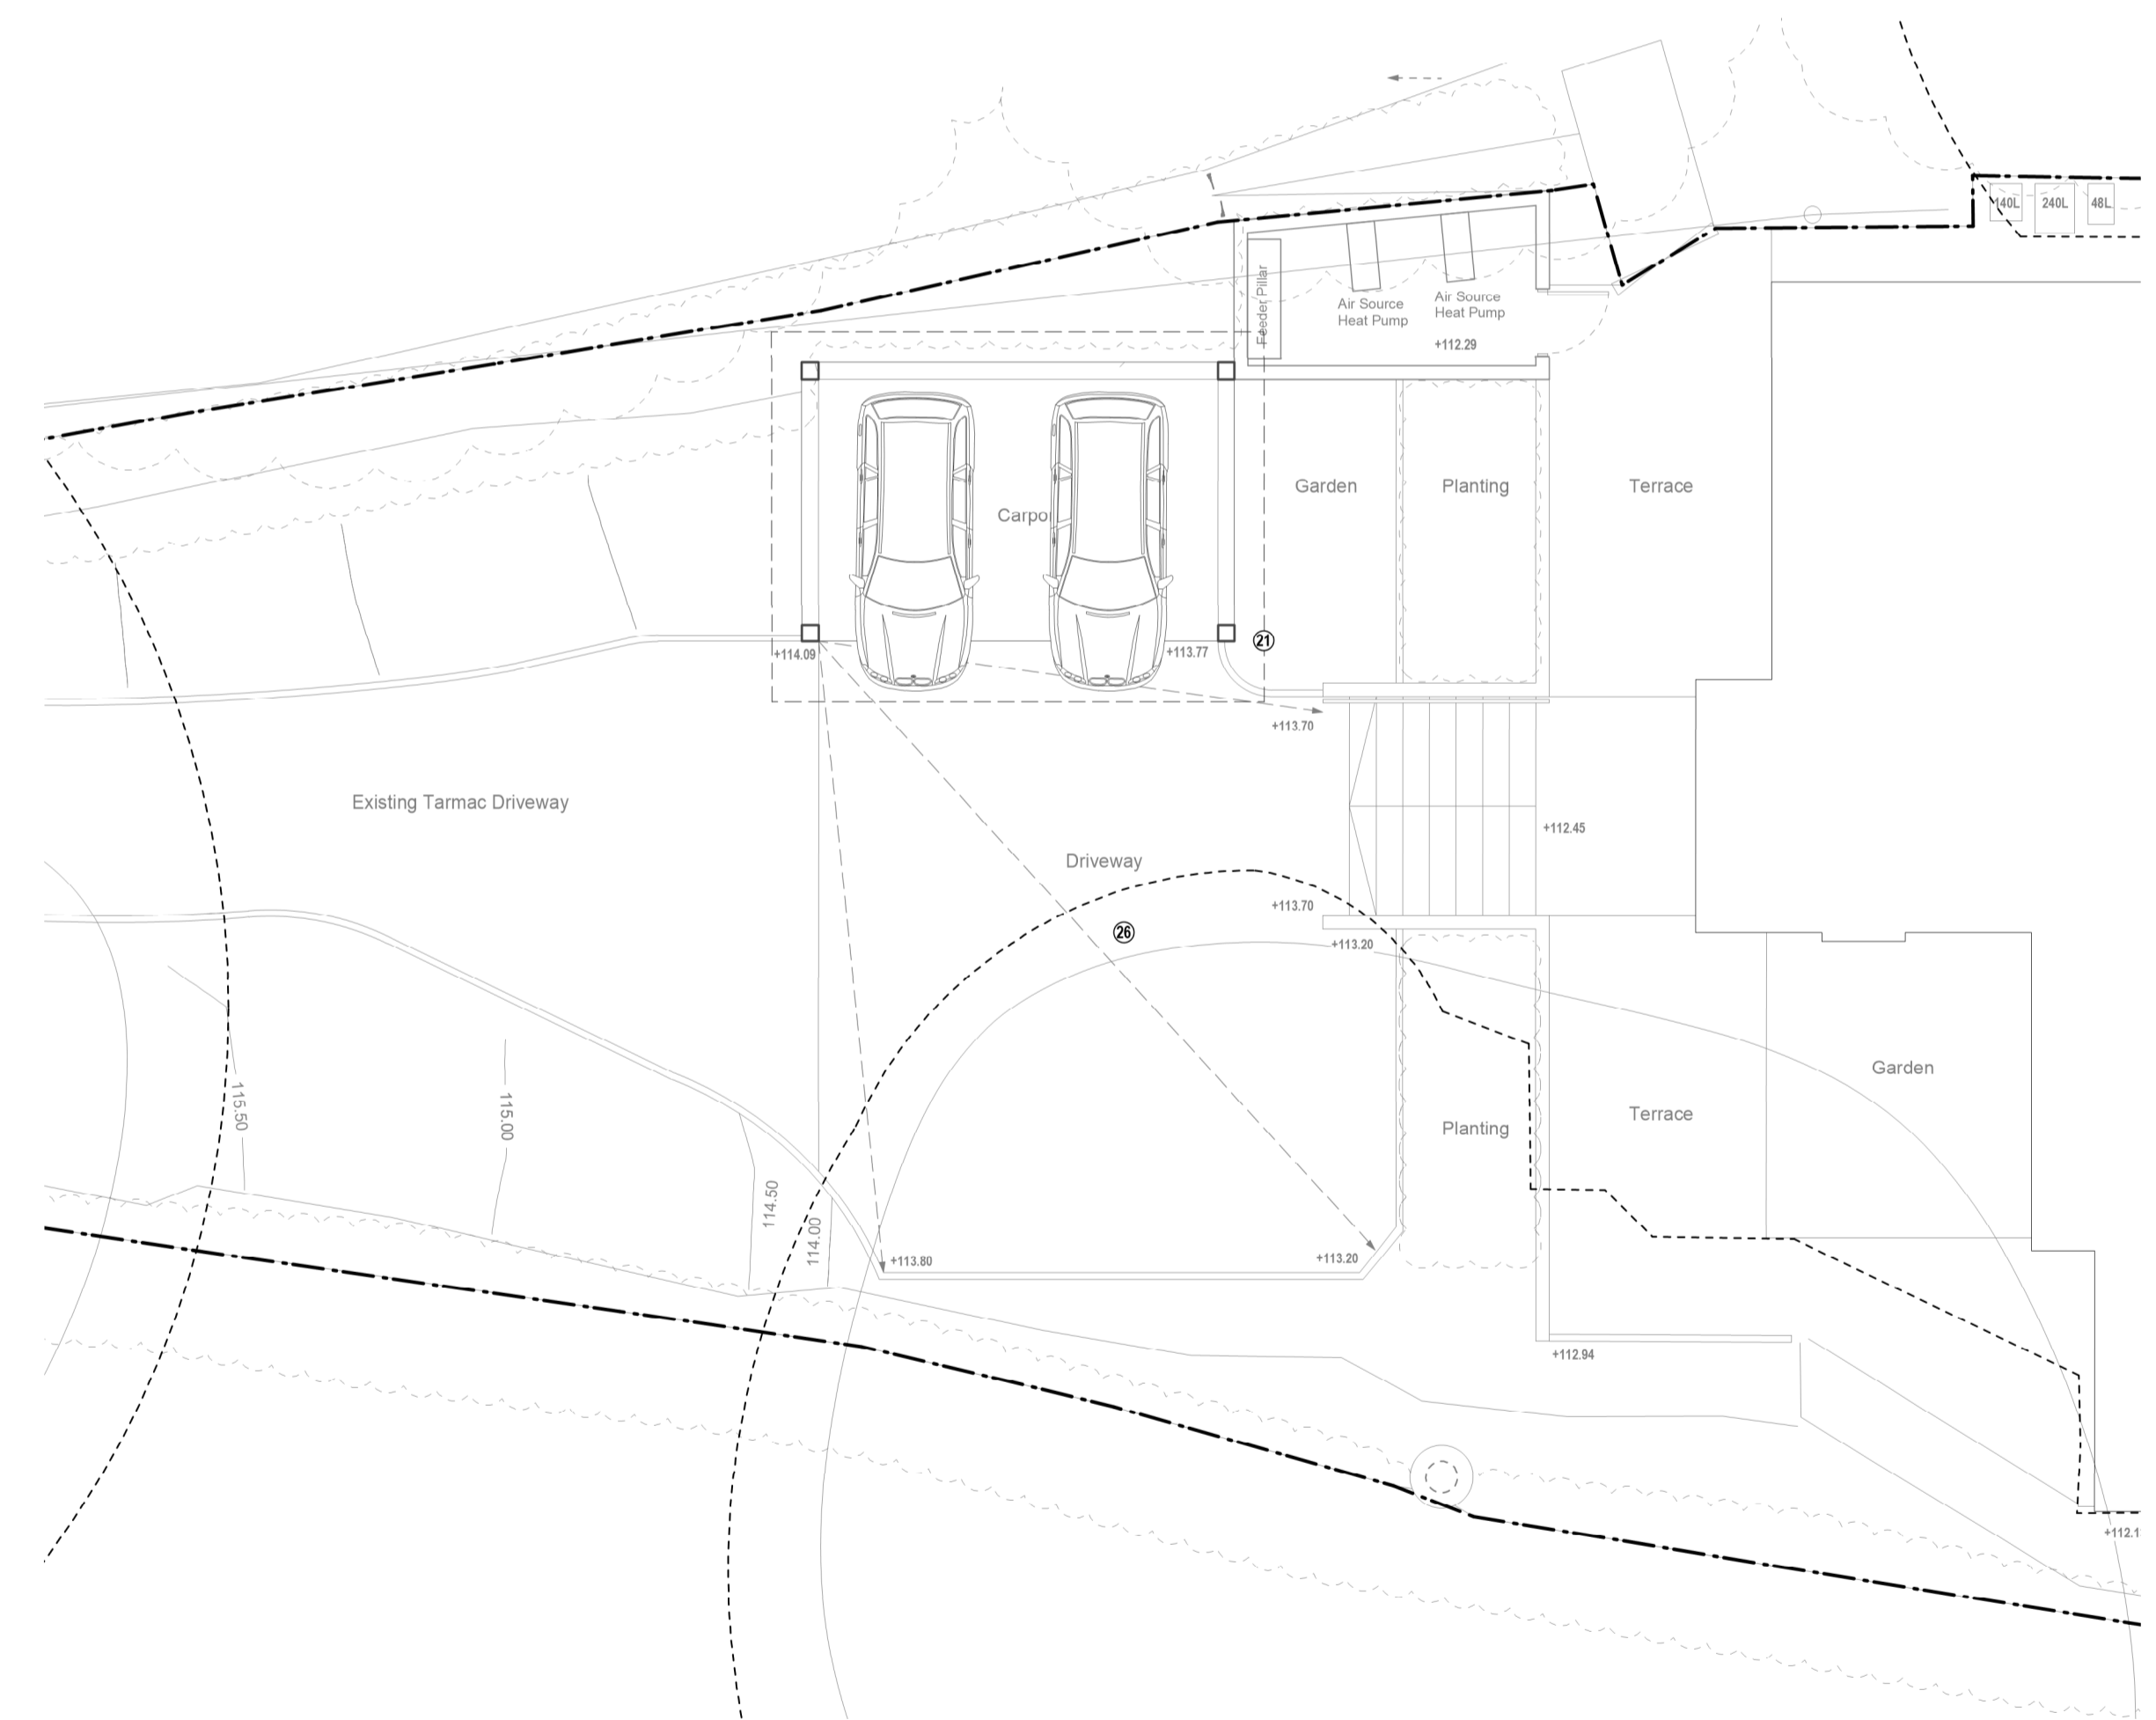 140L
240L
48L
Feeder Pillar
Air Source
Heat Pump
Air Source
Heat Pump
+112.29
Garden
Planting
Terrace
Carpor
21
+114.09
+113.77
+113.70
Existing Tarmac Driveway
+112.45
Driveway
+113.70
26
+113.20
Garden
115.50
115.00
Terrace
Planting
114.50
114.00
+113.80
+113.20
+112.94
+112.1